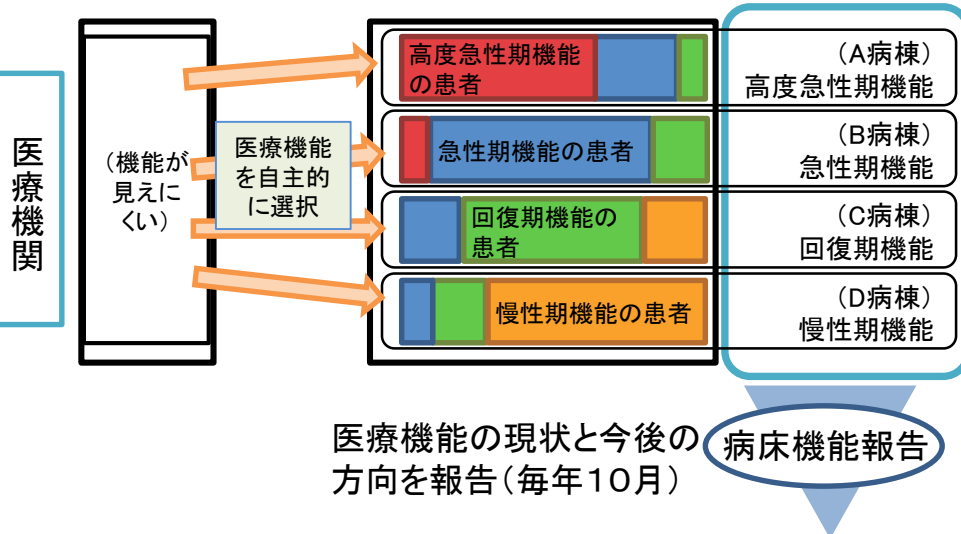 医療機関
(機能が
見えに
くい)
医療機能
を自主的
に選択
高度急性期機能
の患者
(A病棟)
高度急性期機能
急性期機能の患者
(B病棟)
急性期機能
回復期機能の
患者
(C病棟)
回復期機能
慢性期機能の患者
(D病棟)
慢性期機能
医療機能の現状と今後の
方向を報告(毎年10月)
病床機能報告